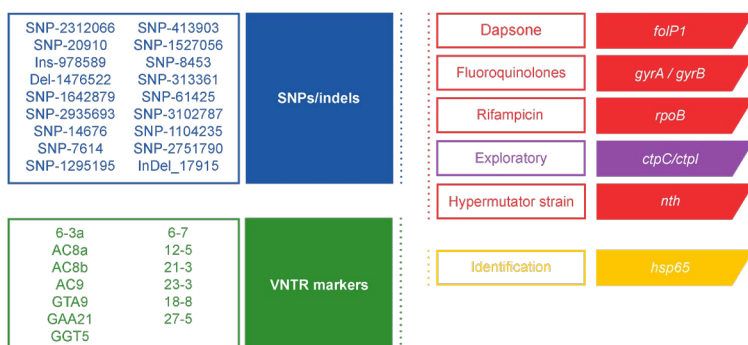 SNP-2312066 SNP-413903
SNP-20910 SNP-1527056
Ins-978589 SNP-8453
Del-1476522 SNP-313361
SNP-1642879 SNP-61425
SNP-2935693 SNP-3102787
SNP-14676 SNP-1104235
SNP-7614 SNP-2751790
SNP-1295195 InDel_17915
SNPs/indels
6-3a 6-7
AC8a 12-5
AC8b 21-3
AC9 23-3
GTA9 18-8
GAA21 27-5
GGT5
VNTR markers
Dapsone folP1
Fluoroquinolones gyrA / gyrB
Rifampicin rpoB
Exploratory ctpC/ctpI
Hypermutator strain nth
Identification hsp65